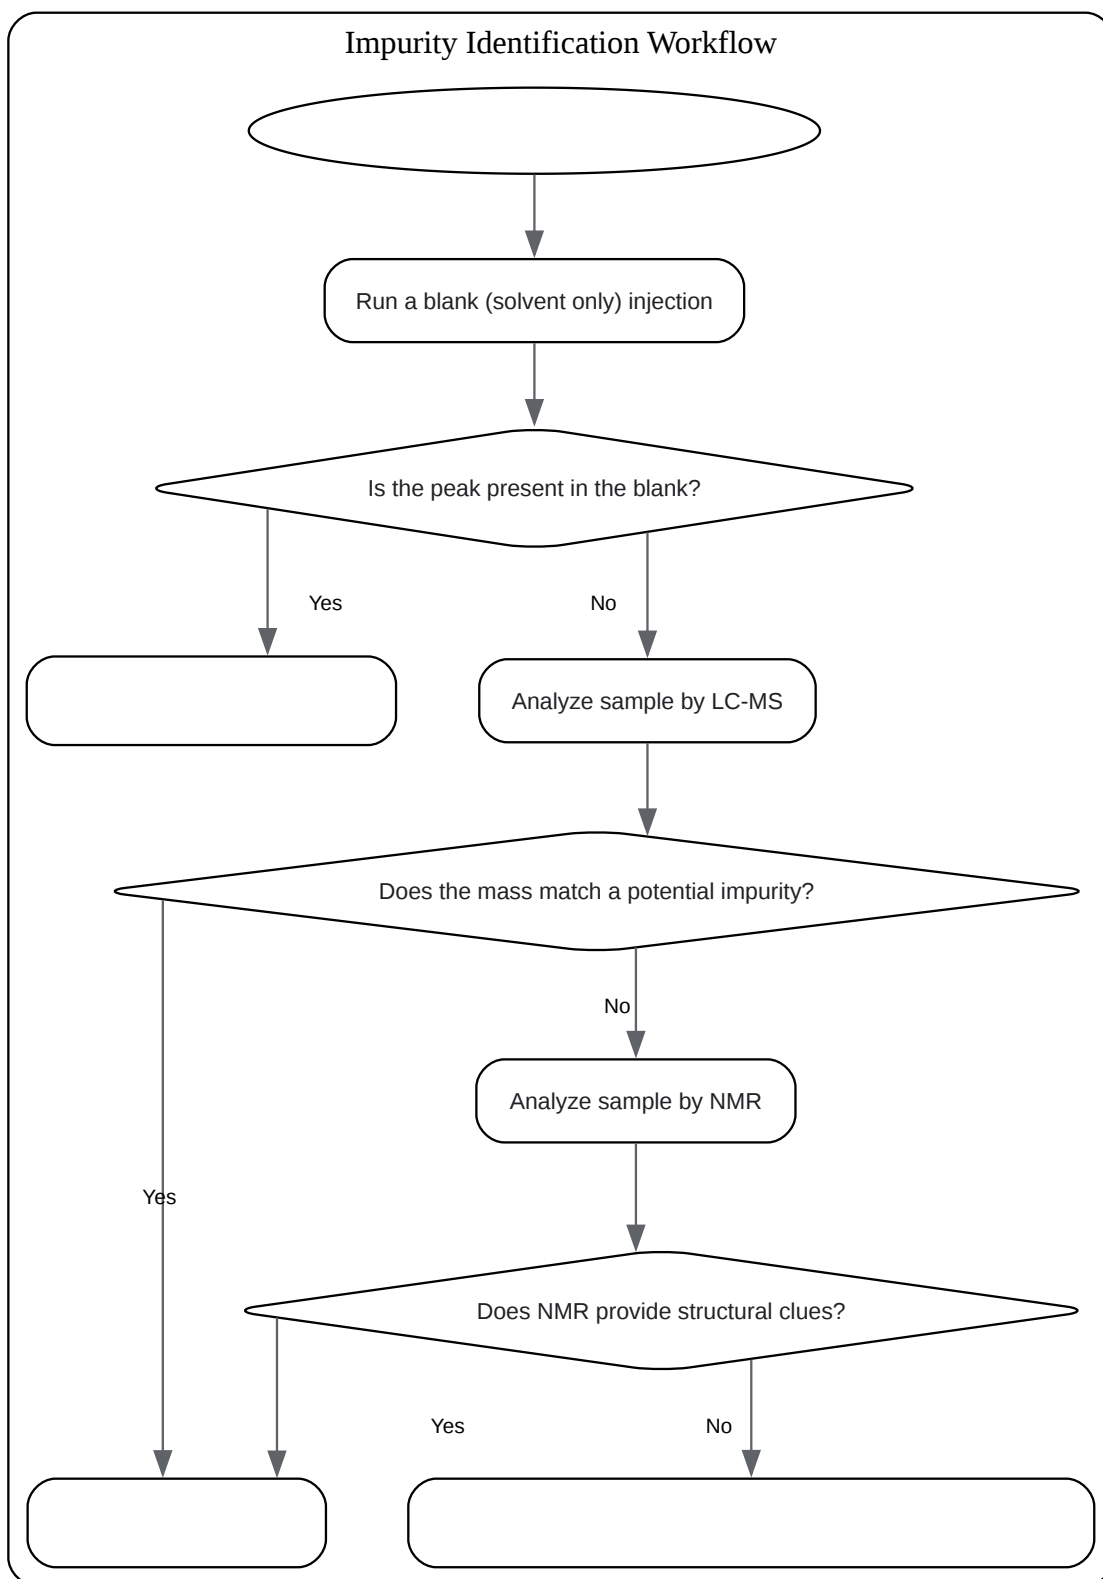 Impurity Identification Workflow
Run a blank (solvent only) injection
Is the peak present in the blank?
Yes
No
Analyze sample by LC-MS
Does the mass match a potential impurity?
No
Analyze sample by NMR
Yes
Does NMR provide structural clues?
Yes
No